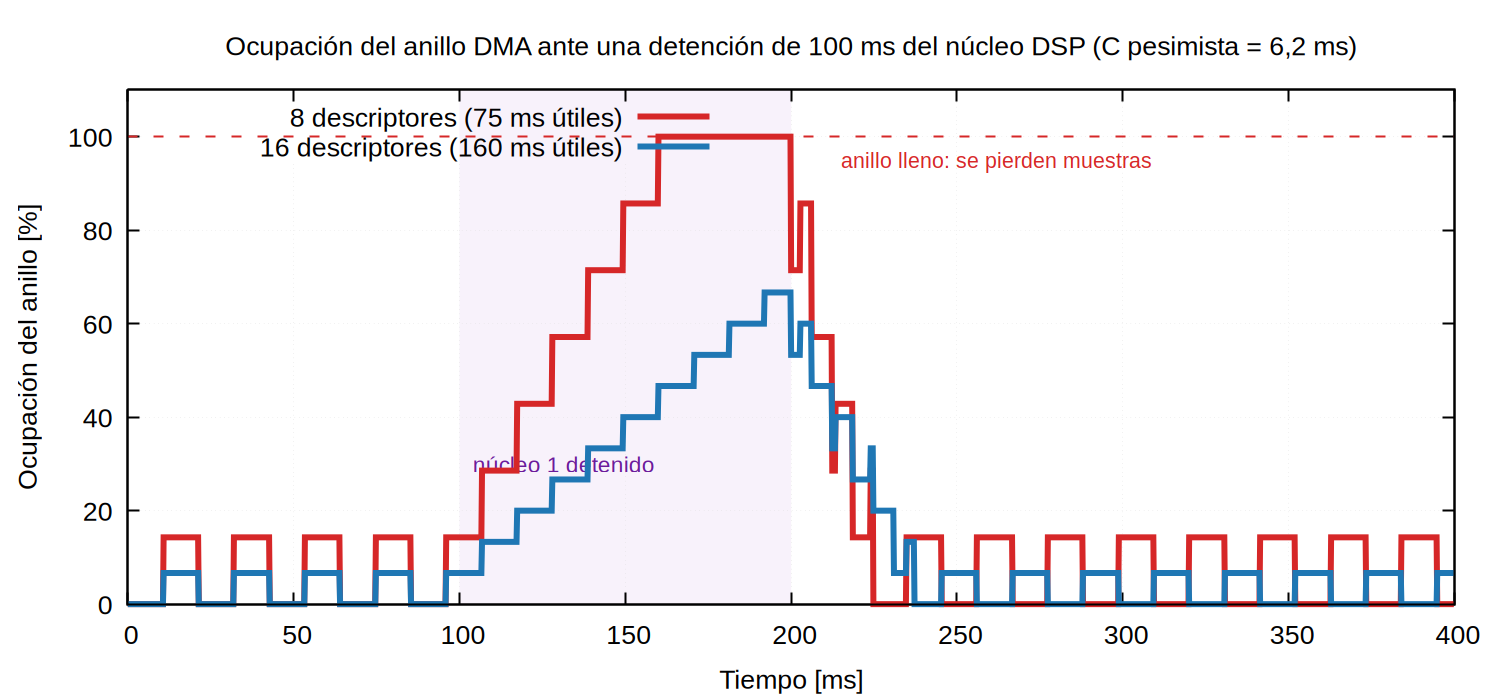 Ocupación del anillo DMA ante una detención de 100 ms del núcleo DSP (C pesimista = 6,2 ms)
8 descriptores (75 ms útiles)
16 descriptores (160 ms útiles)
anillo lleno: se pierden muestras
núcleo 1 detenido
Ocupación del anillo [%]
100
80
60
40
20
0
0 50 100 150 200 250 300 350 400
Tiempo [ms]